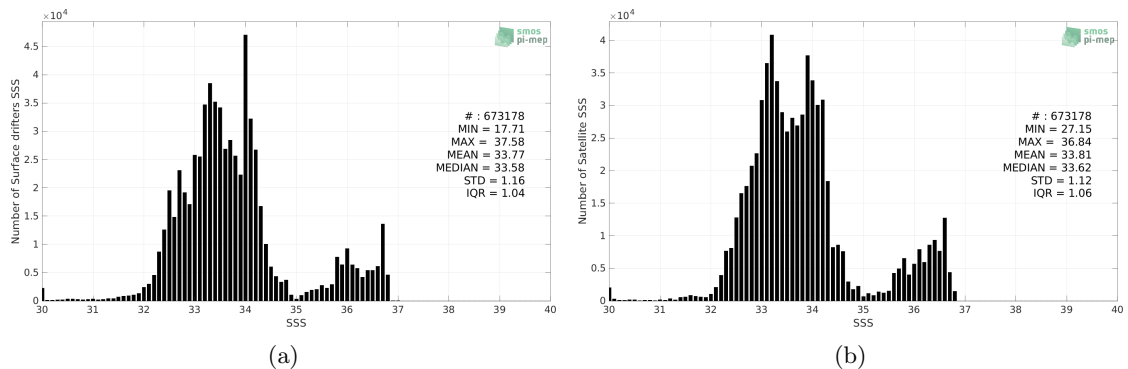 ×10⁴
4.5
4
3.5
3
2.5
2
1.5
1
0.5
0
30 31 32 33 34 35 36 37 38 39 40
Number of Surface drifters SSS
SSS
smos
pi-mep
# : 673178
MIN = 17.71
MAX = 37.58
MEAN = 33.77
MEDIAN = 33.58
STD = 1.16
IQR = 1.04
(a)
×10⁴
4
3.5
3
2.5
2
1.5
1
0.5
0
30 31 32 33 34 35 36 37 38 39 40
Number of Satellite SSS
SSS
smos
pi-mep
# : 673178
MIN = 27.15
MAX = 36.84
MEAN = 33.81
MEDIAN = 33.62
STD = 1.12
IQR = 1.06
(b)